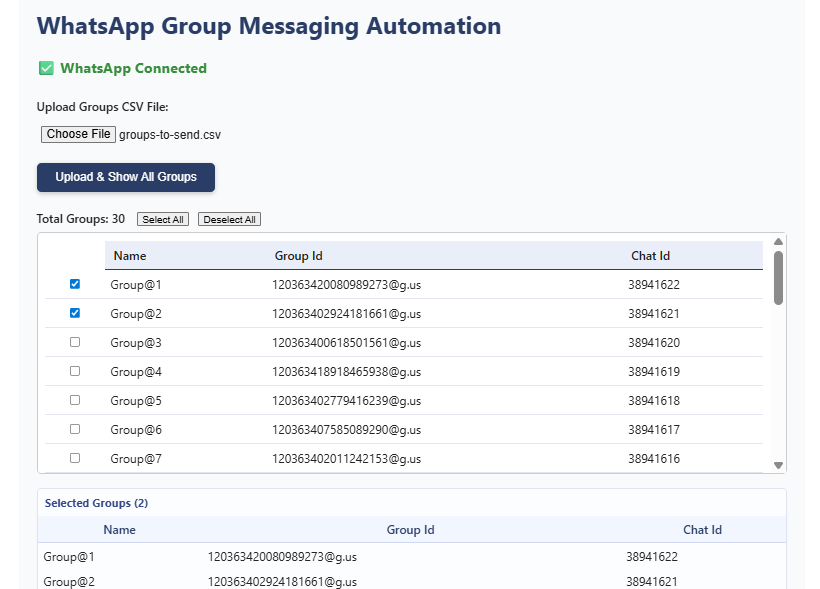 WhatsApp Group Messaging Automation
✅ WhatsApp Connected
Upload Groups CSV File:
Choose File groups-to-send.csv
Upload & Show All Groups
Total Groups: 30 Select All Deselect All
Name Group Id Chat Id
Group@1 120363420080989273@g.us 38941622
Group@2 120363402924181661@g.us 38941621
Group@3 120363400618501561@g.us 38941620
Group@4 120363418918465938@g.us 38941619
Group@5 120363402779416239@g.us 38941618
Group@6 120363407585089290@g.us 38941617
Group@7 120363402011242153@g.us 38941616
Selected Groups (2)
Name Group Id Chat Id
Group@1 120363420080989273@g.us 38941622
Group@2 120363402924181661@g.us 38941621